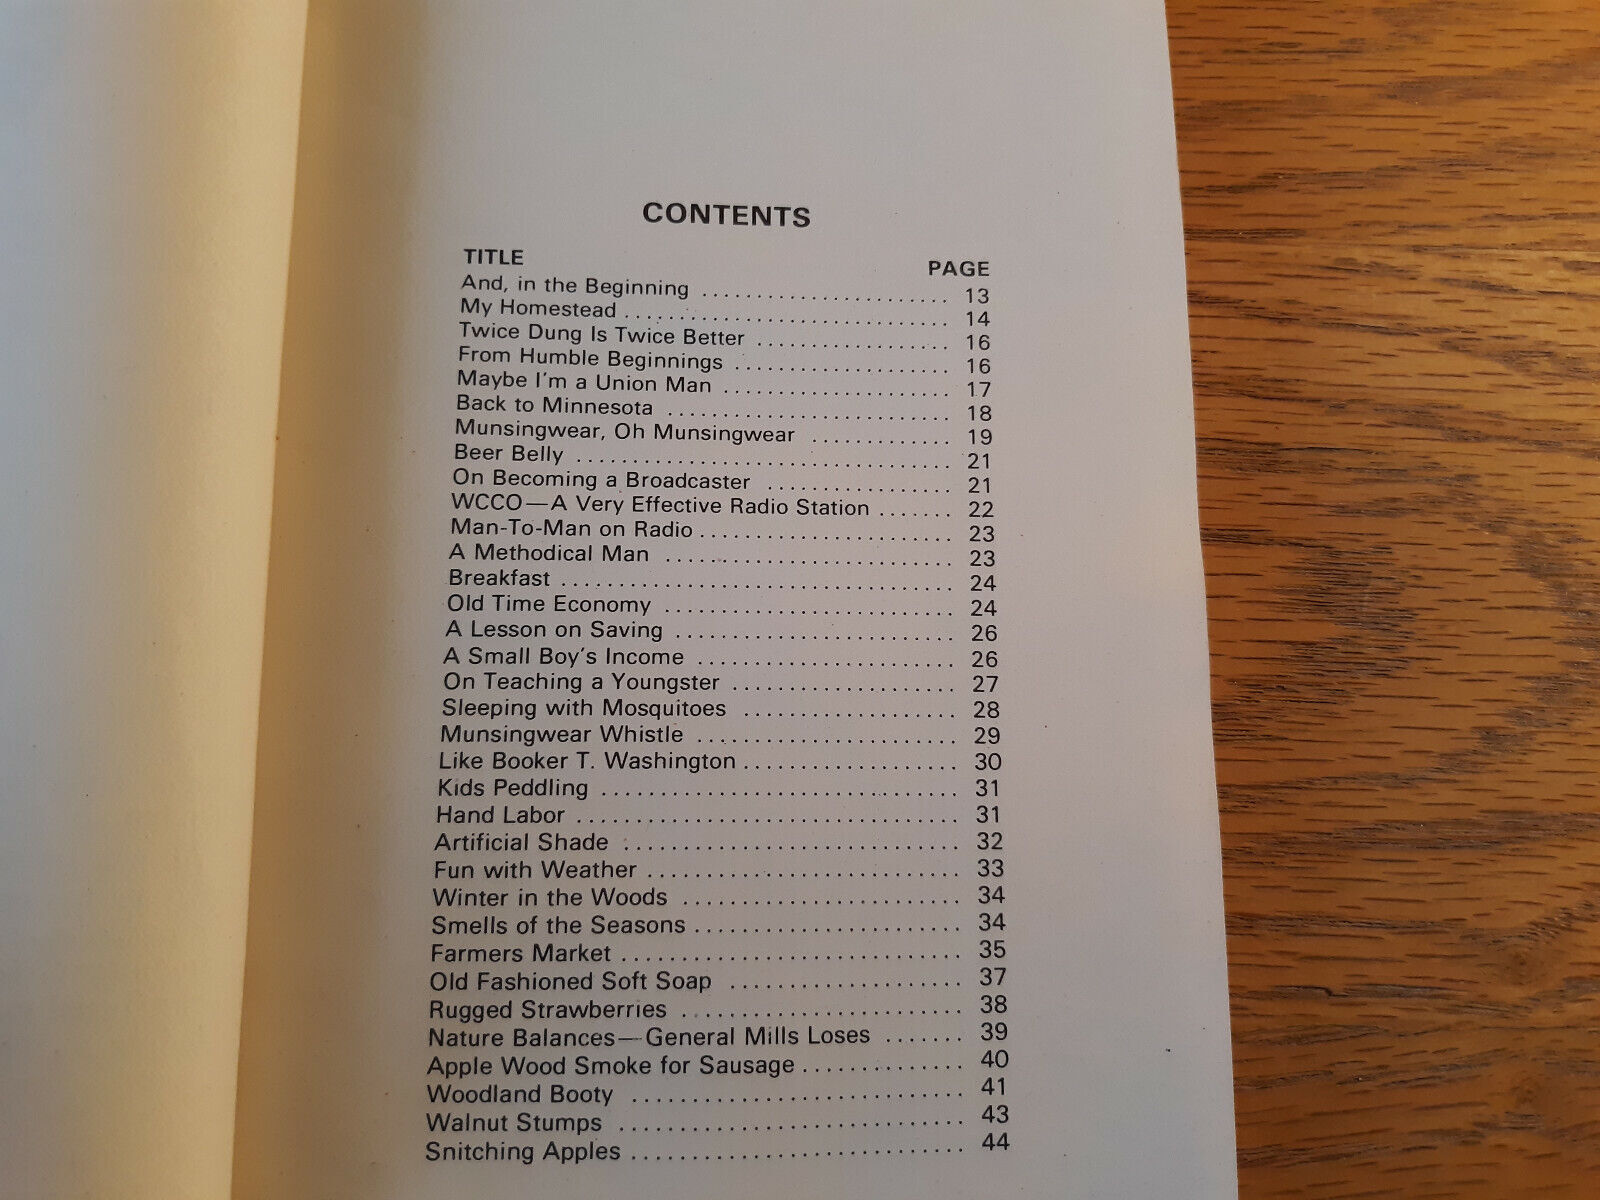 CONTENTS
TITLE PAGE
And, in the Beginning ....................... 13
My Homestead .............................. 14
Twice Dung Is Twice Better ................. 16
From Humble Beginnings ................... 16
Maybe I'm a Union Man .................... 17
Back to Minnesota ......................... 18
Munsingwear, Oh Munsingwear ............ 19
Beer Belly ................................. 21
On Becoming a Broadcaster ................ 21
WCCO—A Very Effective Radio Station ....... 22
Man-To-Man on Radio ...................... 23
A Methodical Man ......................... 23
Breakfast .................................. 24
Old Time Economy ......................... 24
A Lesson on Saving ........................ 26
A Small Boy's Income ...................... 26
On Teaching a Youngster ................... 27
Sleeping with Mosquitoes .................. 28
Munsingwear Whistle ....................... 29
Like Booker T. Washington ................... 30
Kids Peddling .............................. 31
Hand Labor ................................. 31
Artificial Shade ............................. 32
Fun with Weather ........................... 33
Winter in the Woods ........................ 34
Smells of the Seasons ....................... 34
Farmers Market ............................. 35
Old Fashioned Soft Soap .................... 37
Rugged Strawberries ........................ 38
Nature Balances—General Mills Loses ....... 39
Apple Wood Smoke for Sausage .............. 40
Woodland Booty ............................ 41
Walnut Stumps ............................. 43
Snitching Apples ............................ 44